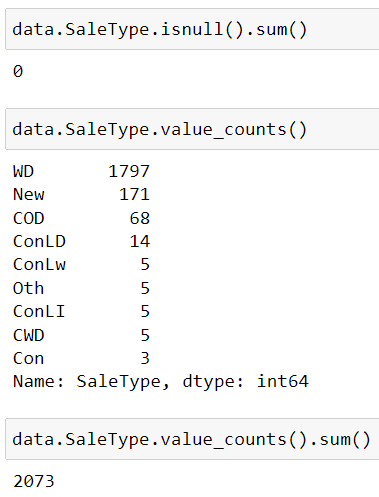 data.SaleType.isnull().sum()
0
data.SaleType.value_counts()
WD 1797
New 171
COD 68
ConLD 14
ConLw 5
Oth 5
ConLI 5
CWD 5
Con 3
Name: SaleType, dtype: int64
data.SaleType.value_counts().sum()
2073